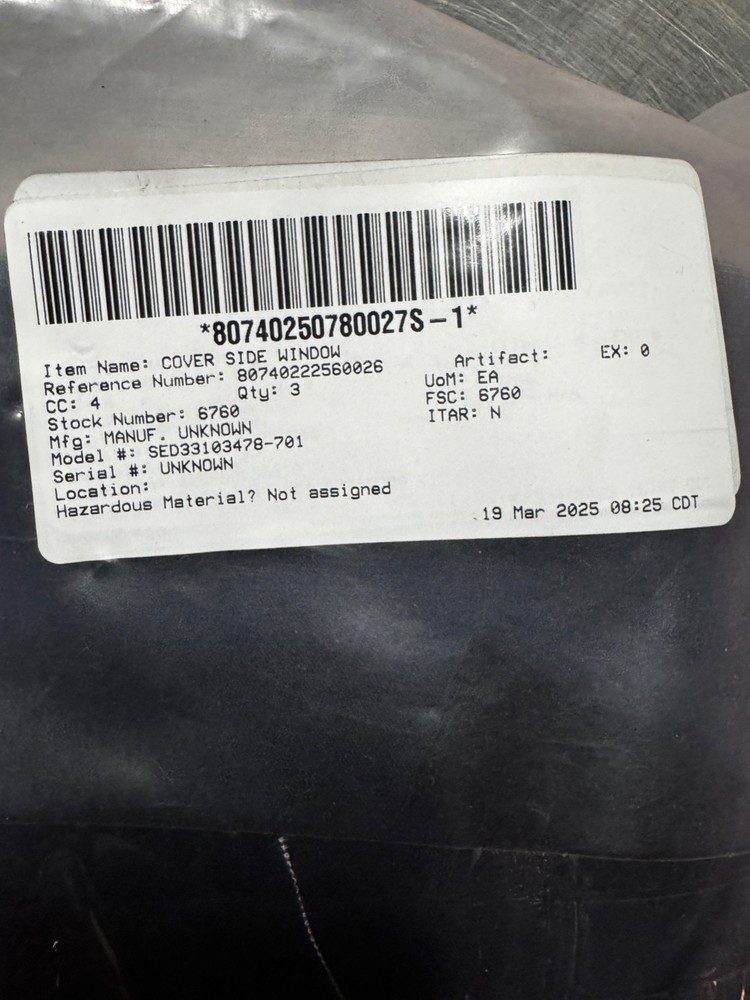 *80740250780027S-1*
Item Name: COVER SIDE WINDOW Artifact: EX: 0
Reference Number: 80740222560026 UoM: EA
CC: 4 Qty: 3 FSC: 6760
Stock Number: 6760 ITAR: N
Mfg: MANUF. UNKNOWN
Model #: SED33103478-701
Serial #: UNKNOWN
Location:
Hazardous Material? Not assigned
19 Mar 2025 08:25 CDT